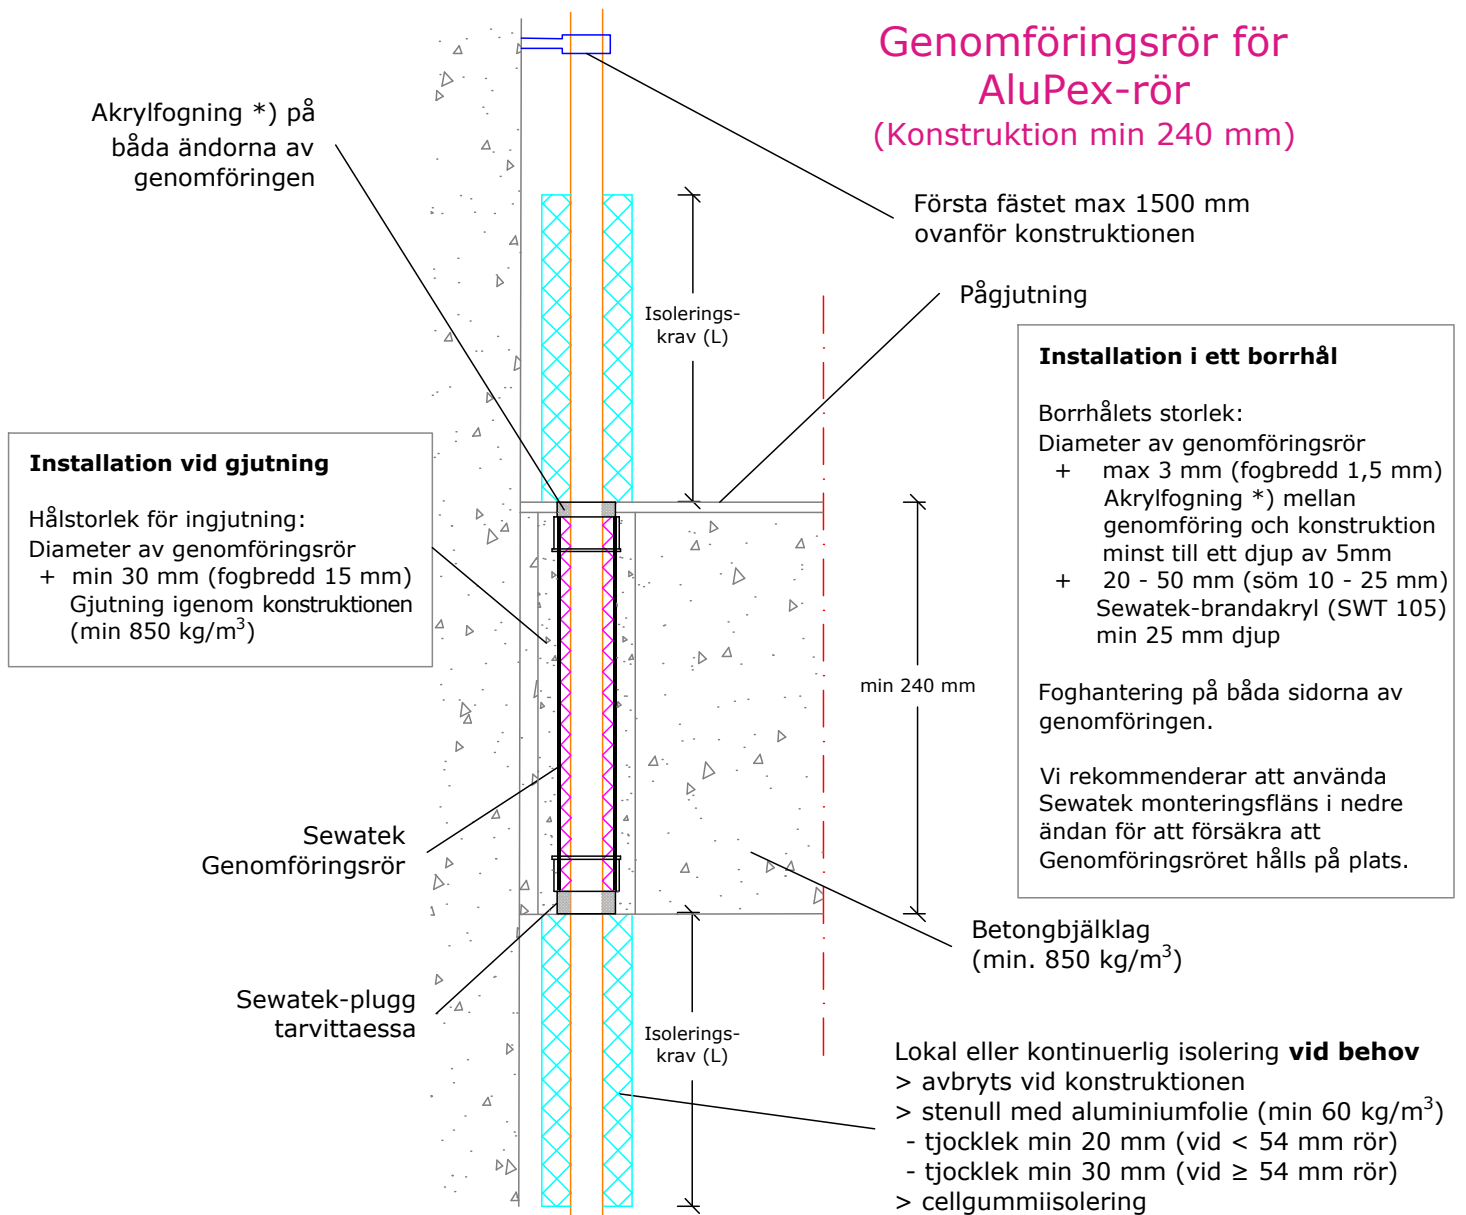 Genomföringsrör för
AluPex-rör
(Konstruktion min 240 mm)
Akrylfogning *) på
båda ändorna av
genomföringen
Första fästet max 1500 mm
ovanför konstruktionen
Pågjutning
Isolerings-
krav (L)
Installation vid gjutning
Hålstorlek för ingjutning:
Diameter av genomföringsrör
+ min 30 mm (fogbredd 15 mm)
Gjutning igenom konstruktionen
(min 850 kg/m³)
Installation i ett borrhål
Borrhålets storlek:
Diameter av genomföringsrör
+ max 3 mm (fogbredd 1,5 mm)
Akrylfogning *) mellan
genomföring och konstruktion
minst till ett djup av 5mm
+ 20 - 50 mm (söm 10 - 25 mm)
Sewatek-brandakryl (SWT 105)
min 25 mm djup
Foghantering på båda sidorna av
genomföringen.
Vi rekommenderar att använda
Sewatek monteringsfläns i nedre
ändan för att försäkra att
Genomföringsröret hålls på plats.
min 240 mm
Sewatek
Genomföringsrör
Betongbjälklag
(min. 850 kg/m³)
Sewatek-plugg
tarvittaessa
Isolerings-
krav (L)
Lokal eller kontinuerlig isolering vid behov
> avbryts vid konstruktionen
> stenull med aluminiumfolie (min 60 kg/m³)
- tjocklek min 20 mm (vid < 54 mm rör)
- tjocklek min 30 mm (vid ≥ 54 mm rör)
> cellgummiisolering